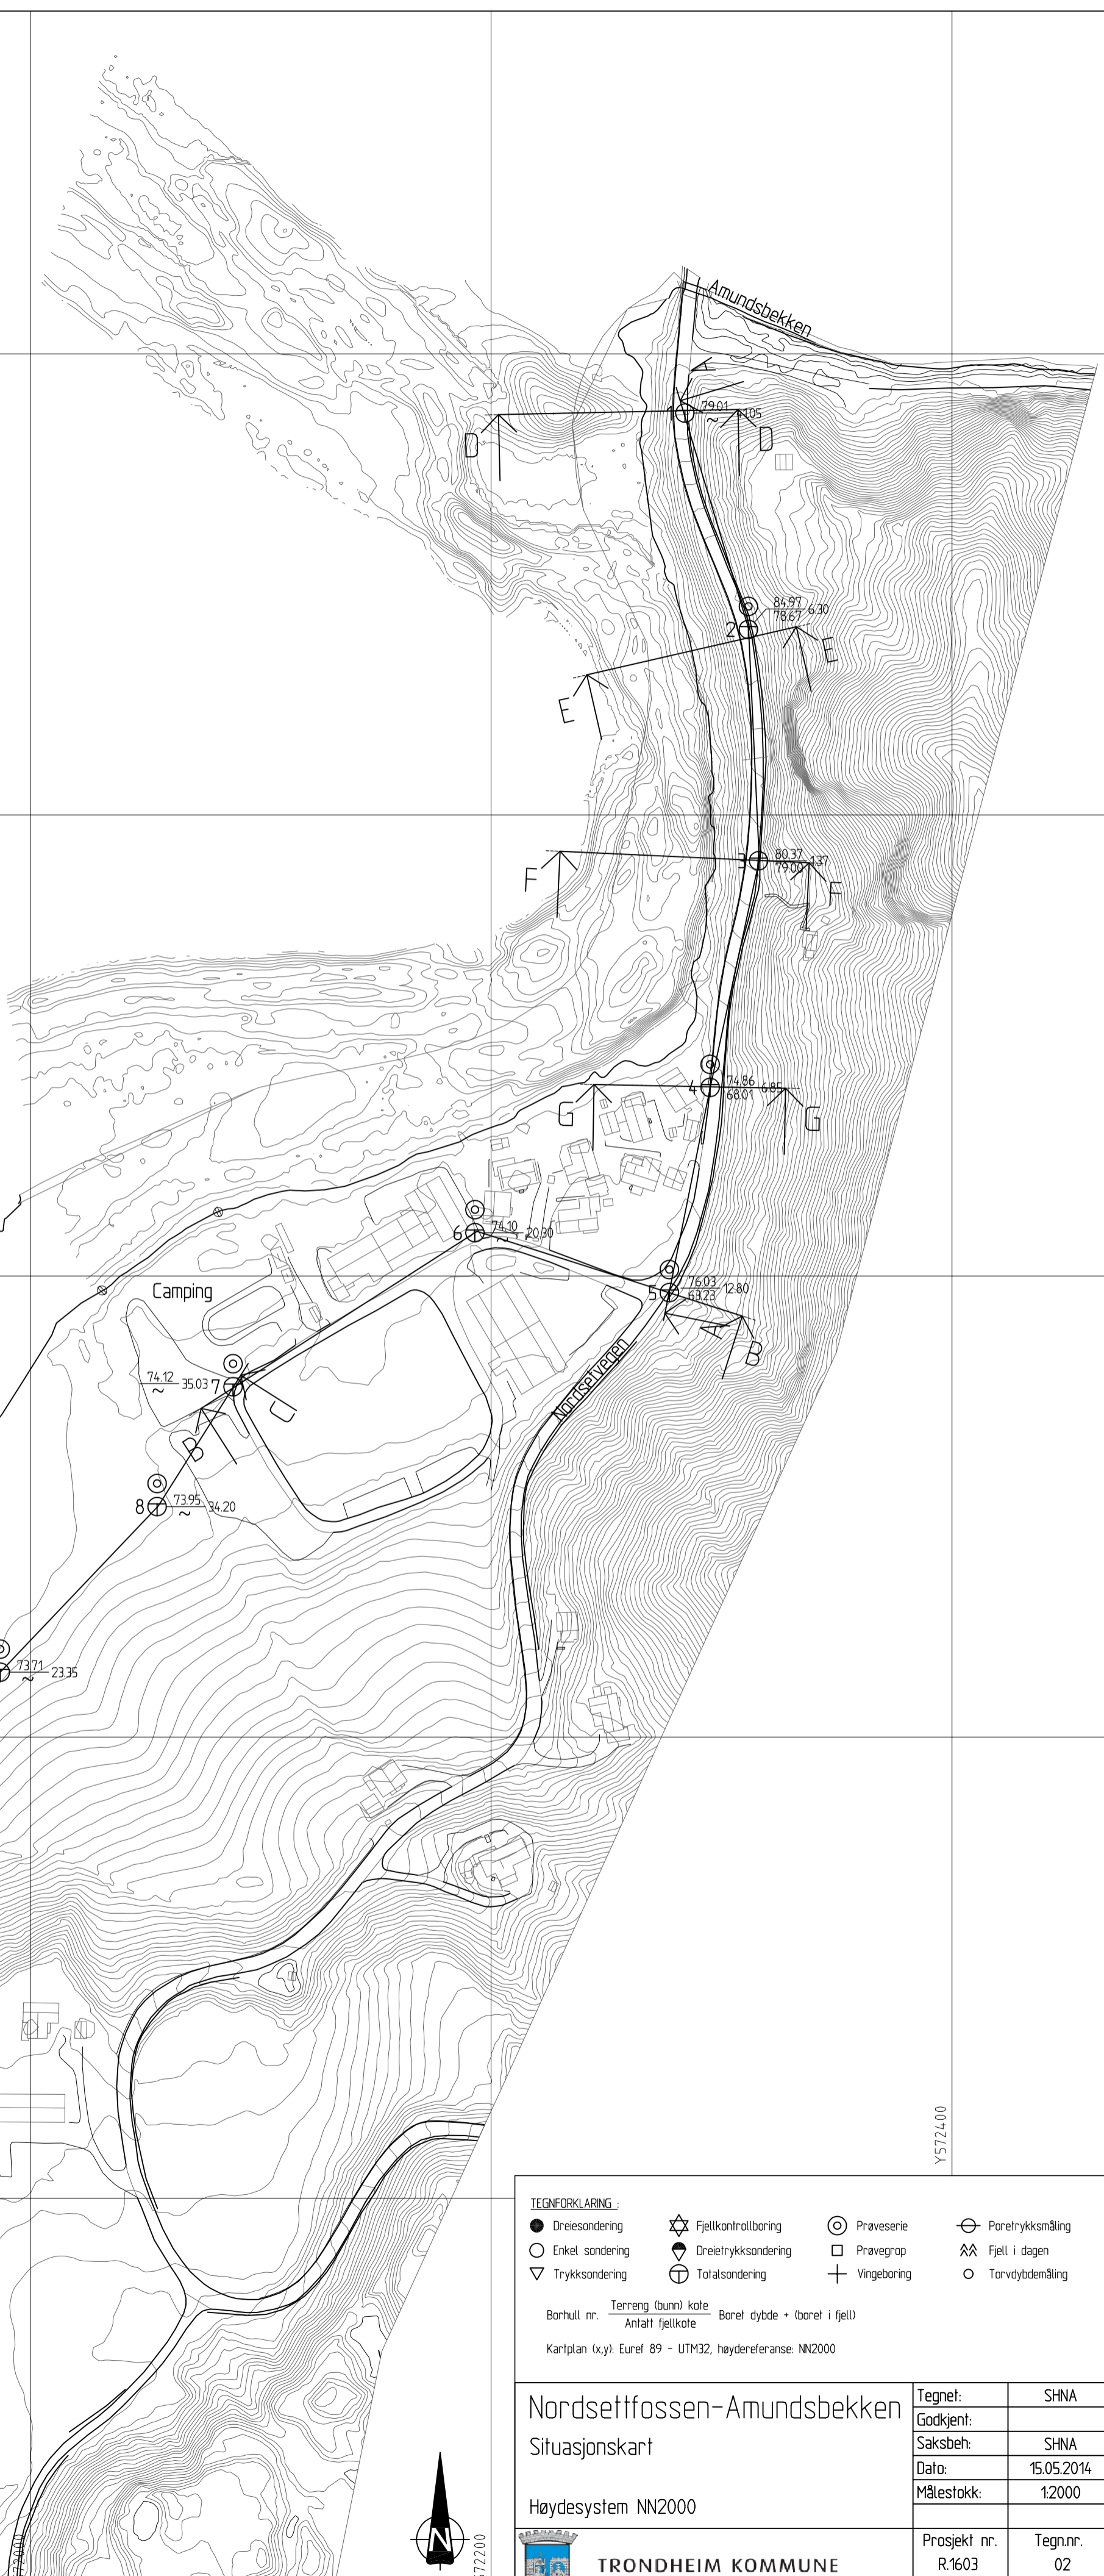 Amundsbekken
A
1 79.01 4.05
~
D D
2 84.97 6.30
78.67
E
E
3 80.37 1.37
79.00
F F
4 74.86 6.85
68.01
G G
6 74.10 20.30
~
5 76.03 12.80
63.23
Camping
A B
Nordsetvegen
74.12 35.03 7
~
C
B
8 73.95 34.20
~
73.71 23.35
~
Y572400
TEGNFORKLARING :
Dreiesondering Fjellkontrollboring Prøveserie Poretrykksmåling
Enkel sondering Dreietrykksondering Prøvegrop Fjell i dagen
Trykksondering Totalsondering Vingeboring Torvdybdemåling
Terreng (bunn) kote
Borhull nr. Boret dybde + (boret i fjell)
Antatt fjellkote
Kartplan (x,y): Euref 89 - UTM32, høydereferanse: NN2000
Nordsettfossen-Amundsbekken
Situasjonskart
Høydesystem NN2000
Tegnet: SHNA
Godkjent:
Saksbeh: SHNA
Dato: 15.05.2014
Målestokk: 1:2000
Prosjekt nr. Tegn.nr.
R.1603 02
TRONDHEIM KOMMUNE
N
72000
572200